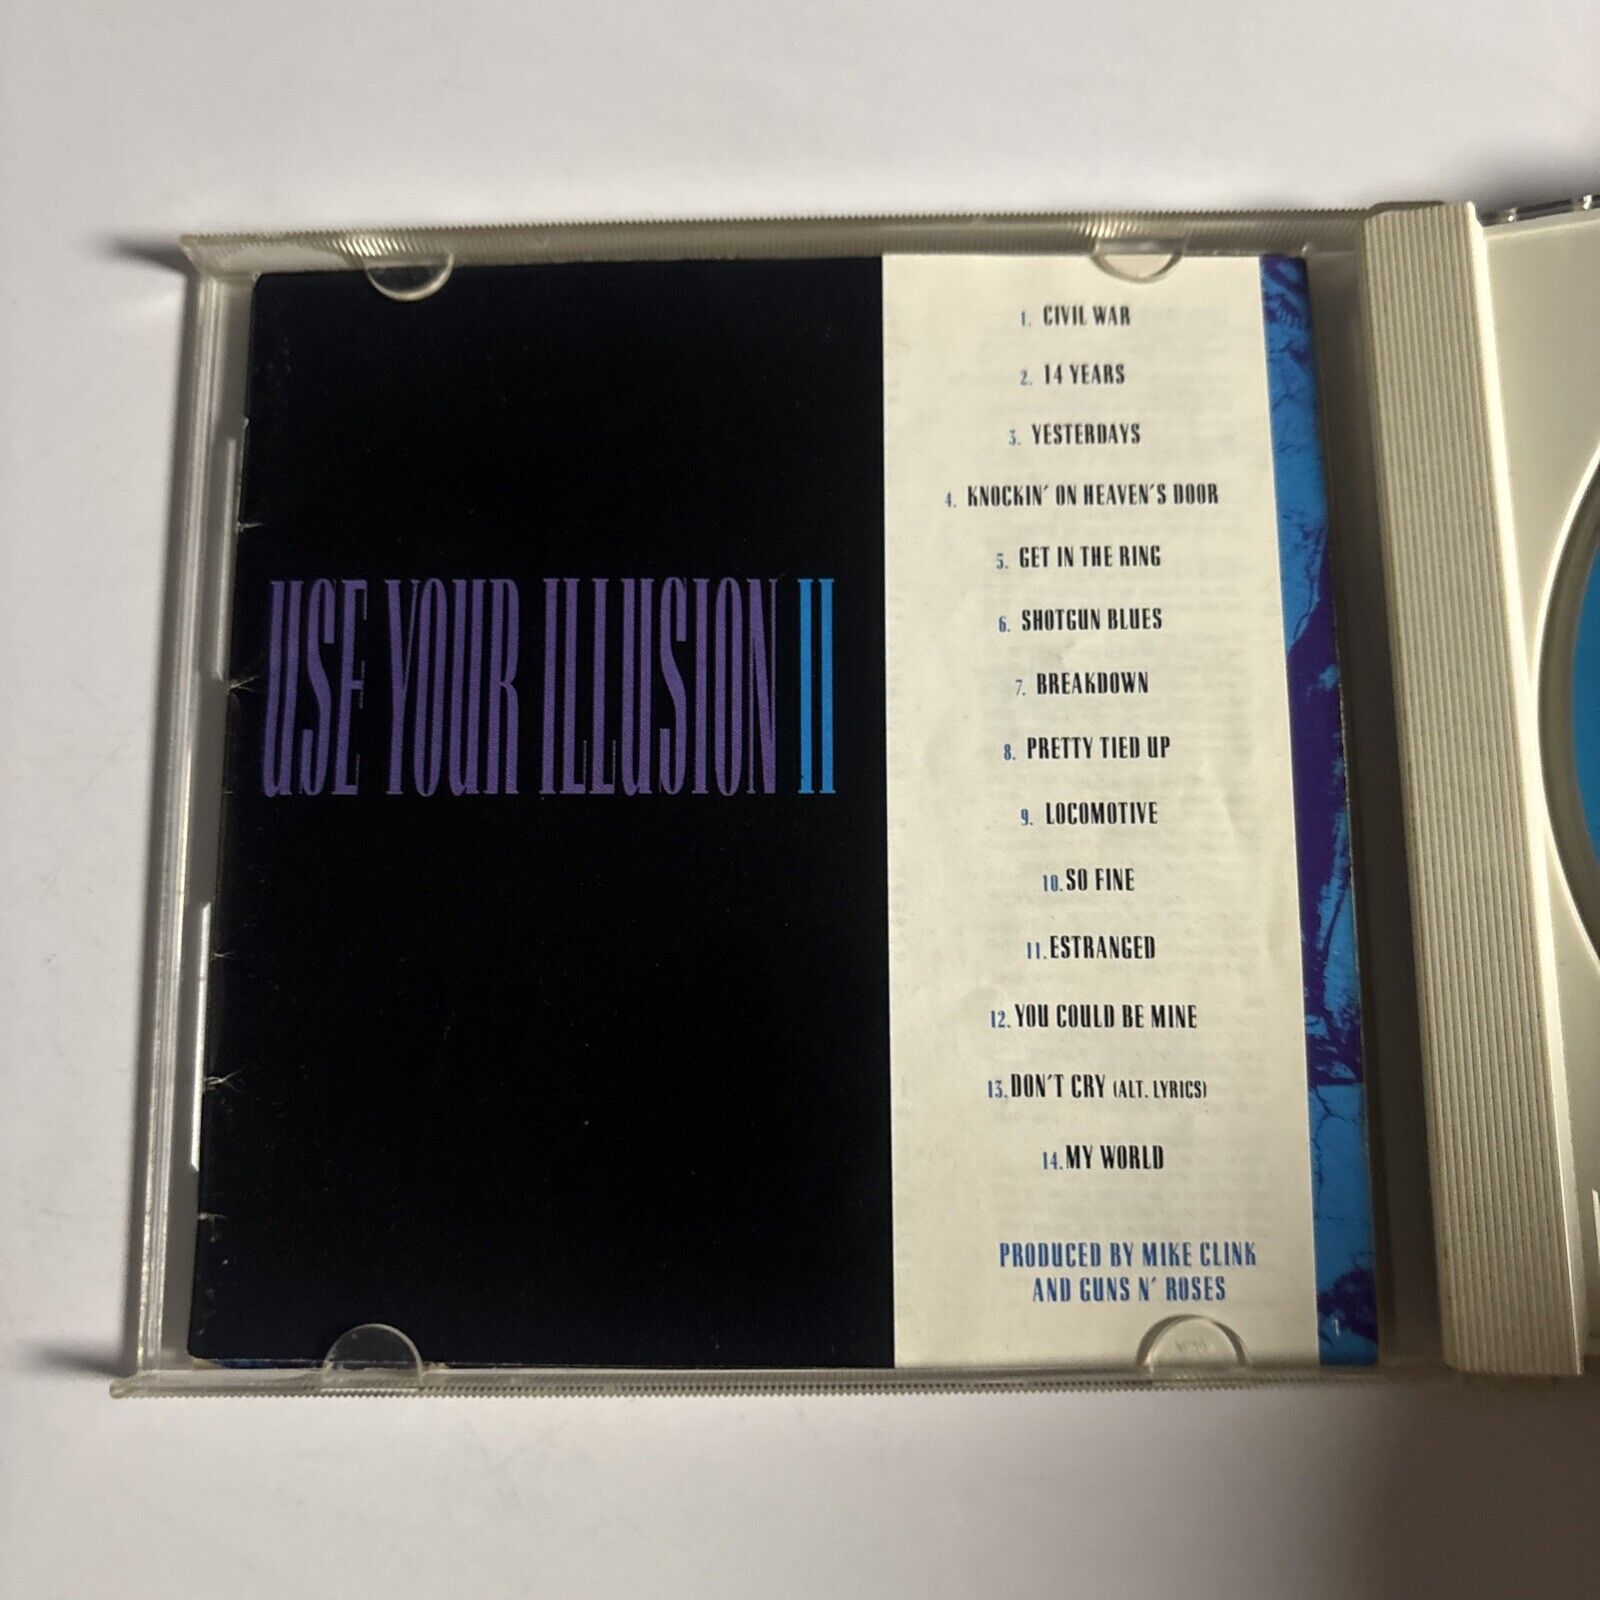 USE YOUR ILLUSION II
1. CIVIL WAR
2. 14 YEARS
3. YESTERDAYS
4. KNOCKIN' ON HEAVEN'S DOOR
5. GET IN THE RING
6. SHOTGUN BLUES
7. BREAKDOWN
8. PRETTY TIED UP
9. LOCOMOTIVE
10. SO FINE
11. ESTRANGED
12. YOU COULD BE MINE
13. DON'T CRY (ALT. LYRICS)
14. MY WORLD
PRODUCED BY MIKE CLINK
AND GUNS N' ROSES
1